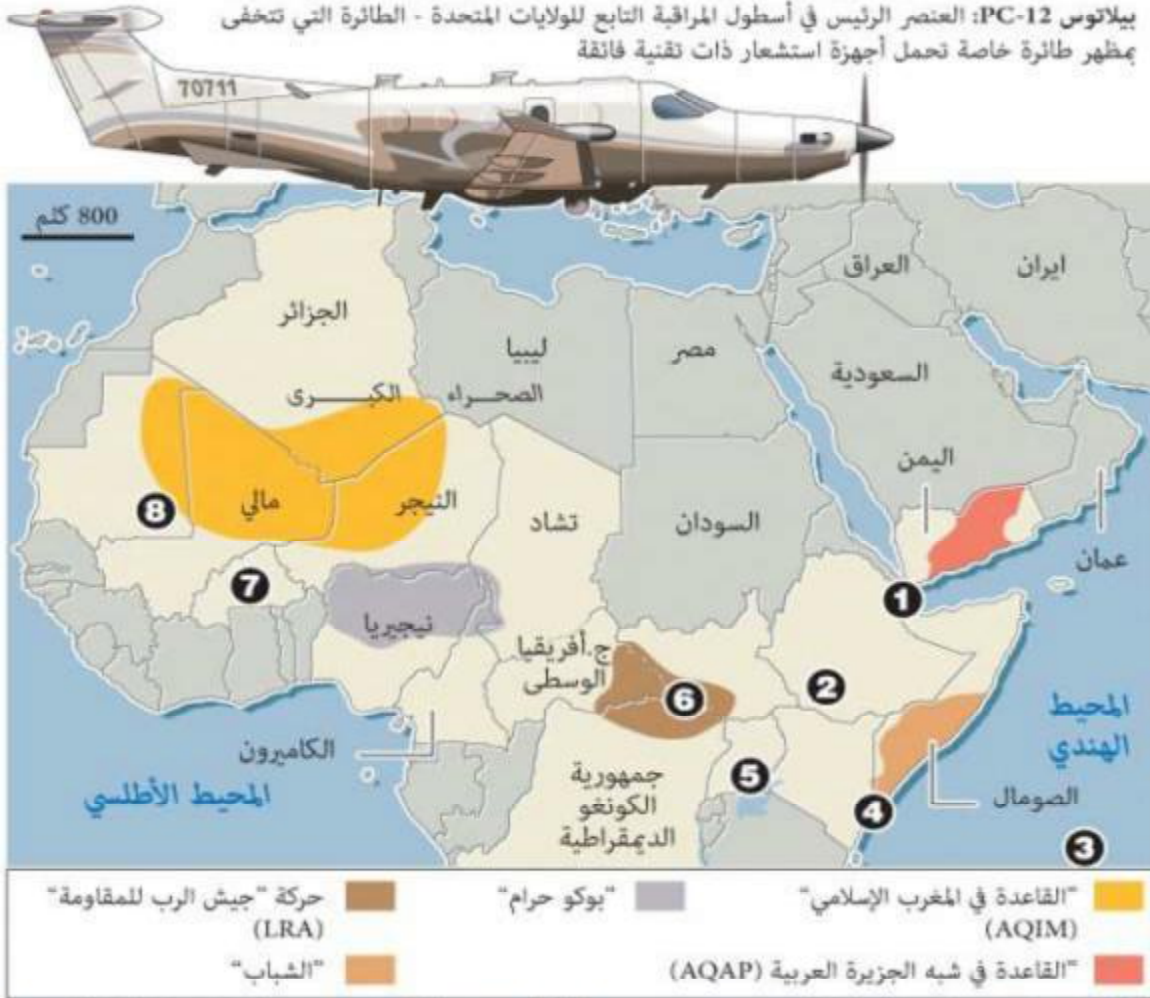 بيلاتوس PC-12: العنصر الرئيس في أسطول المراقبة التابع للولايات المتحدة - الطائرة التي تتخفى
بمظهر طائرة خاصة تحمل أجهزة استشعار ذات تقنية فائقة
70711
800 كلم
العراق
ايران
الجزائر
ليبيا
مصر
السعودية
الصحـــراء الكبـــــرى
اليمن
مالي
النيجر
تشاد
السودان
عمان
8
7
1
نيجيريا
ج.أفريقيا
الوسطى
6
2
المحيط
الهندي
الكاميرون
المحيط الأطلسي
جمهورية
الكونغو
الديمقراطية
5
4
الصومال
3
"القاعدة في المغرب الإسلامي"
(AQIM)
"بوكو حرام"
حركة "جيش الرب للمقاومة"
(LRA)
"القاعدة في شبه الجزيرة العربية (AQAP)
"الشباب"